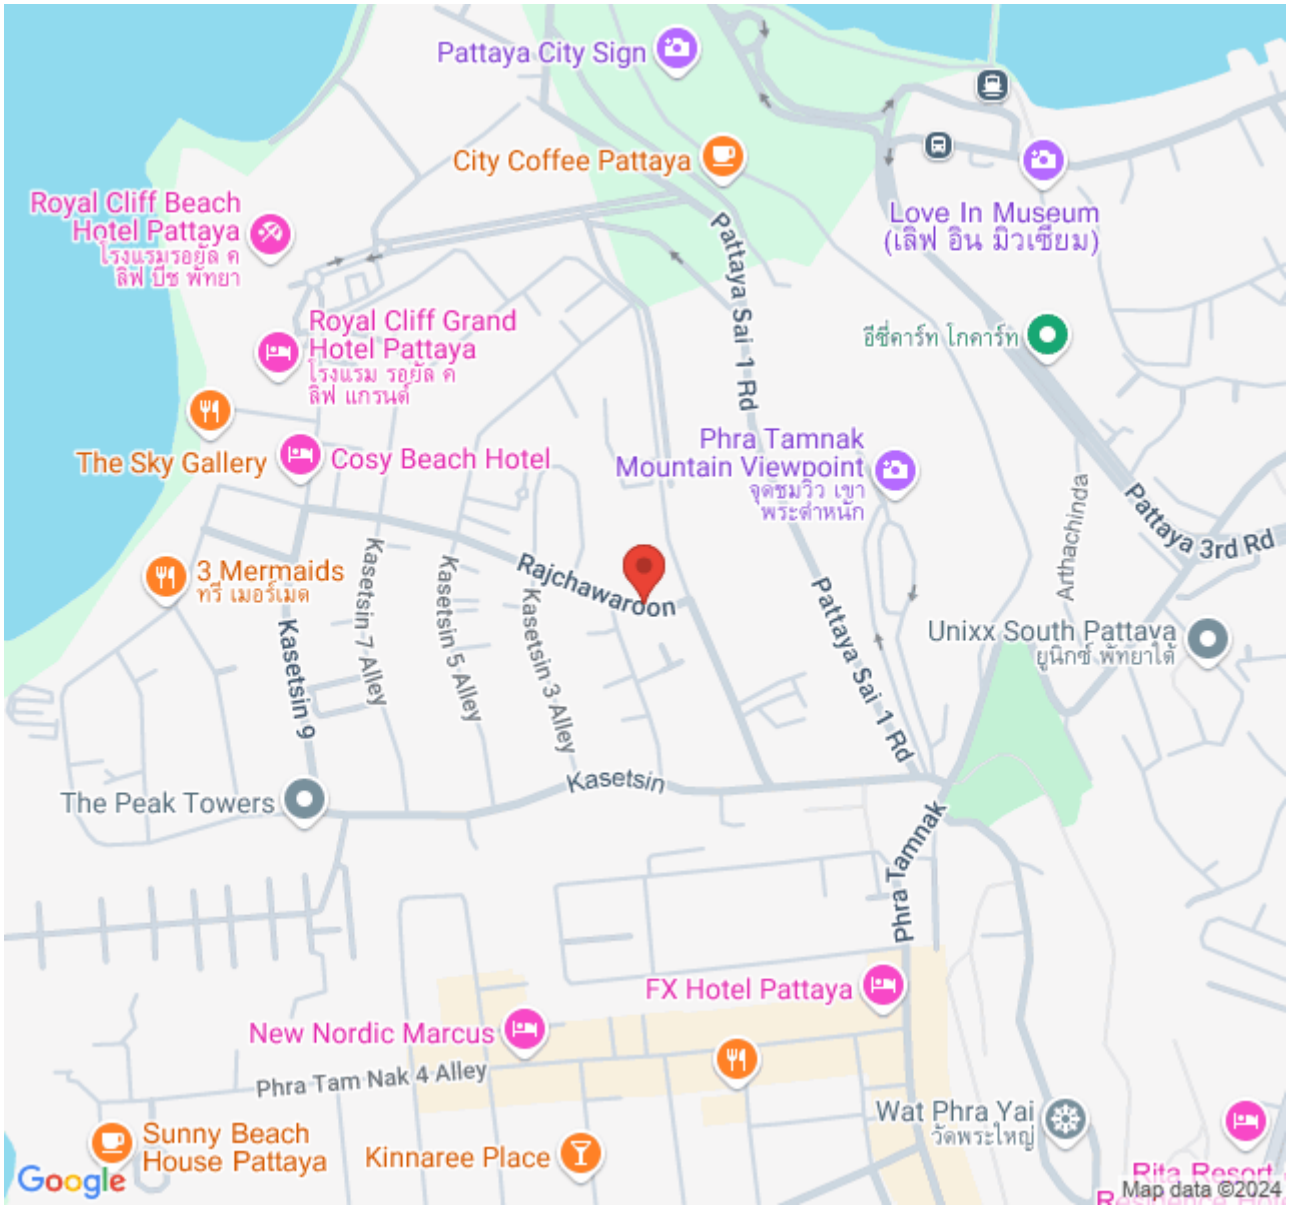 Pattaya City Sign
City Coffee Pattaya
Royal Cliff Beach
Hotel Pattaya
โรงแรมรอยัล ค
ลิฟ บีช พัทยา
Love In Museum
(เลิฟ อิน มิวเซียม)
Pattaya Sai 1 Rd
Royal Cliff Grand
Hotel Pattaya
โรงแรม รอยัล ค
ลิฟ แกรนด์
อีซี่คาร์ท โกคาร์ท
The Sky Gallery
Cosy Beach Hotel
Phra Tamnak
Mountain Viewpoint
จุดชมวิว เขา
พระตำหนัก
Arthachinda
Pattaya 3rd Rd
3 Mermaids
ทรี เมอร์เมด
Kasetsin 7 Alley
Kasetsin 5 Alley
Kasetsin 3 Alley
Rajchawaroon
Pattaya Sai 1 Rd
Unixx South Pattaya
ยูนิกซ์ พัทยาใต้
Kasetsin 9
Kasetsin
The Peak Towers
Phra Tamnak
FX Hotel Pattaya
New Nordic Marcus
Phra Tam Nak 4 Alley
Wat Phra Yai
วัดพระใหญ่
Sunny Beach
House Pattaya
Kinnaree Place
Rita Resort
Residence Hote
Google
Map data ©2024